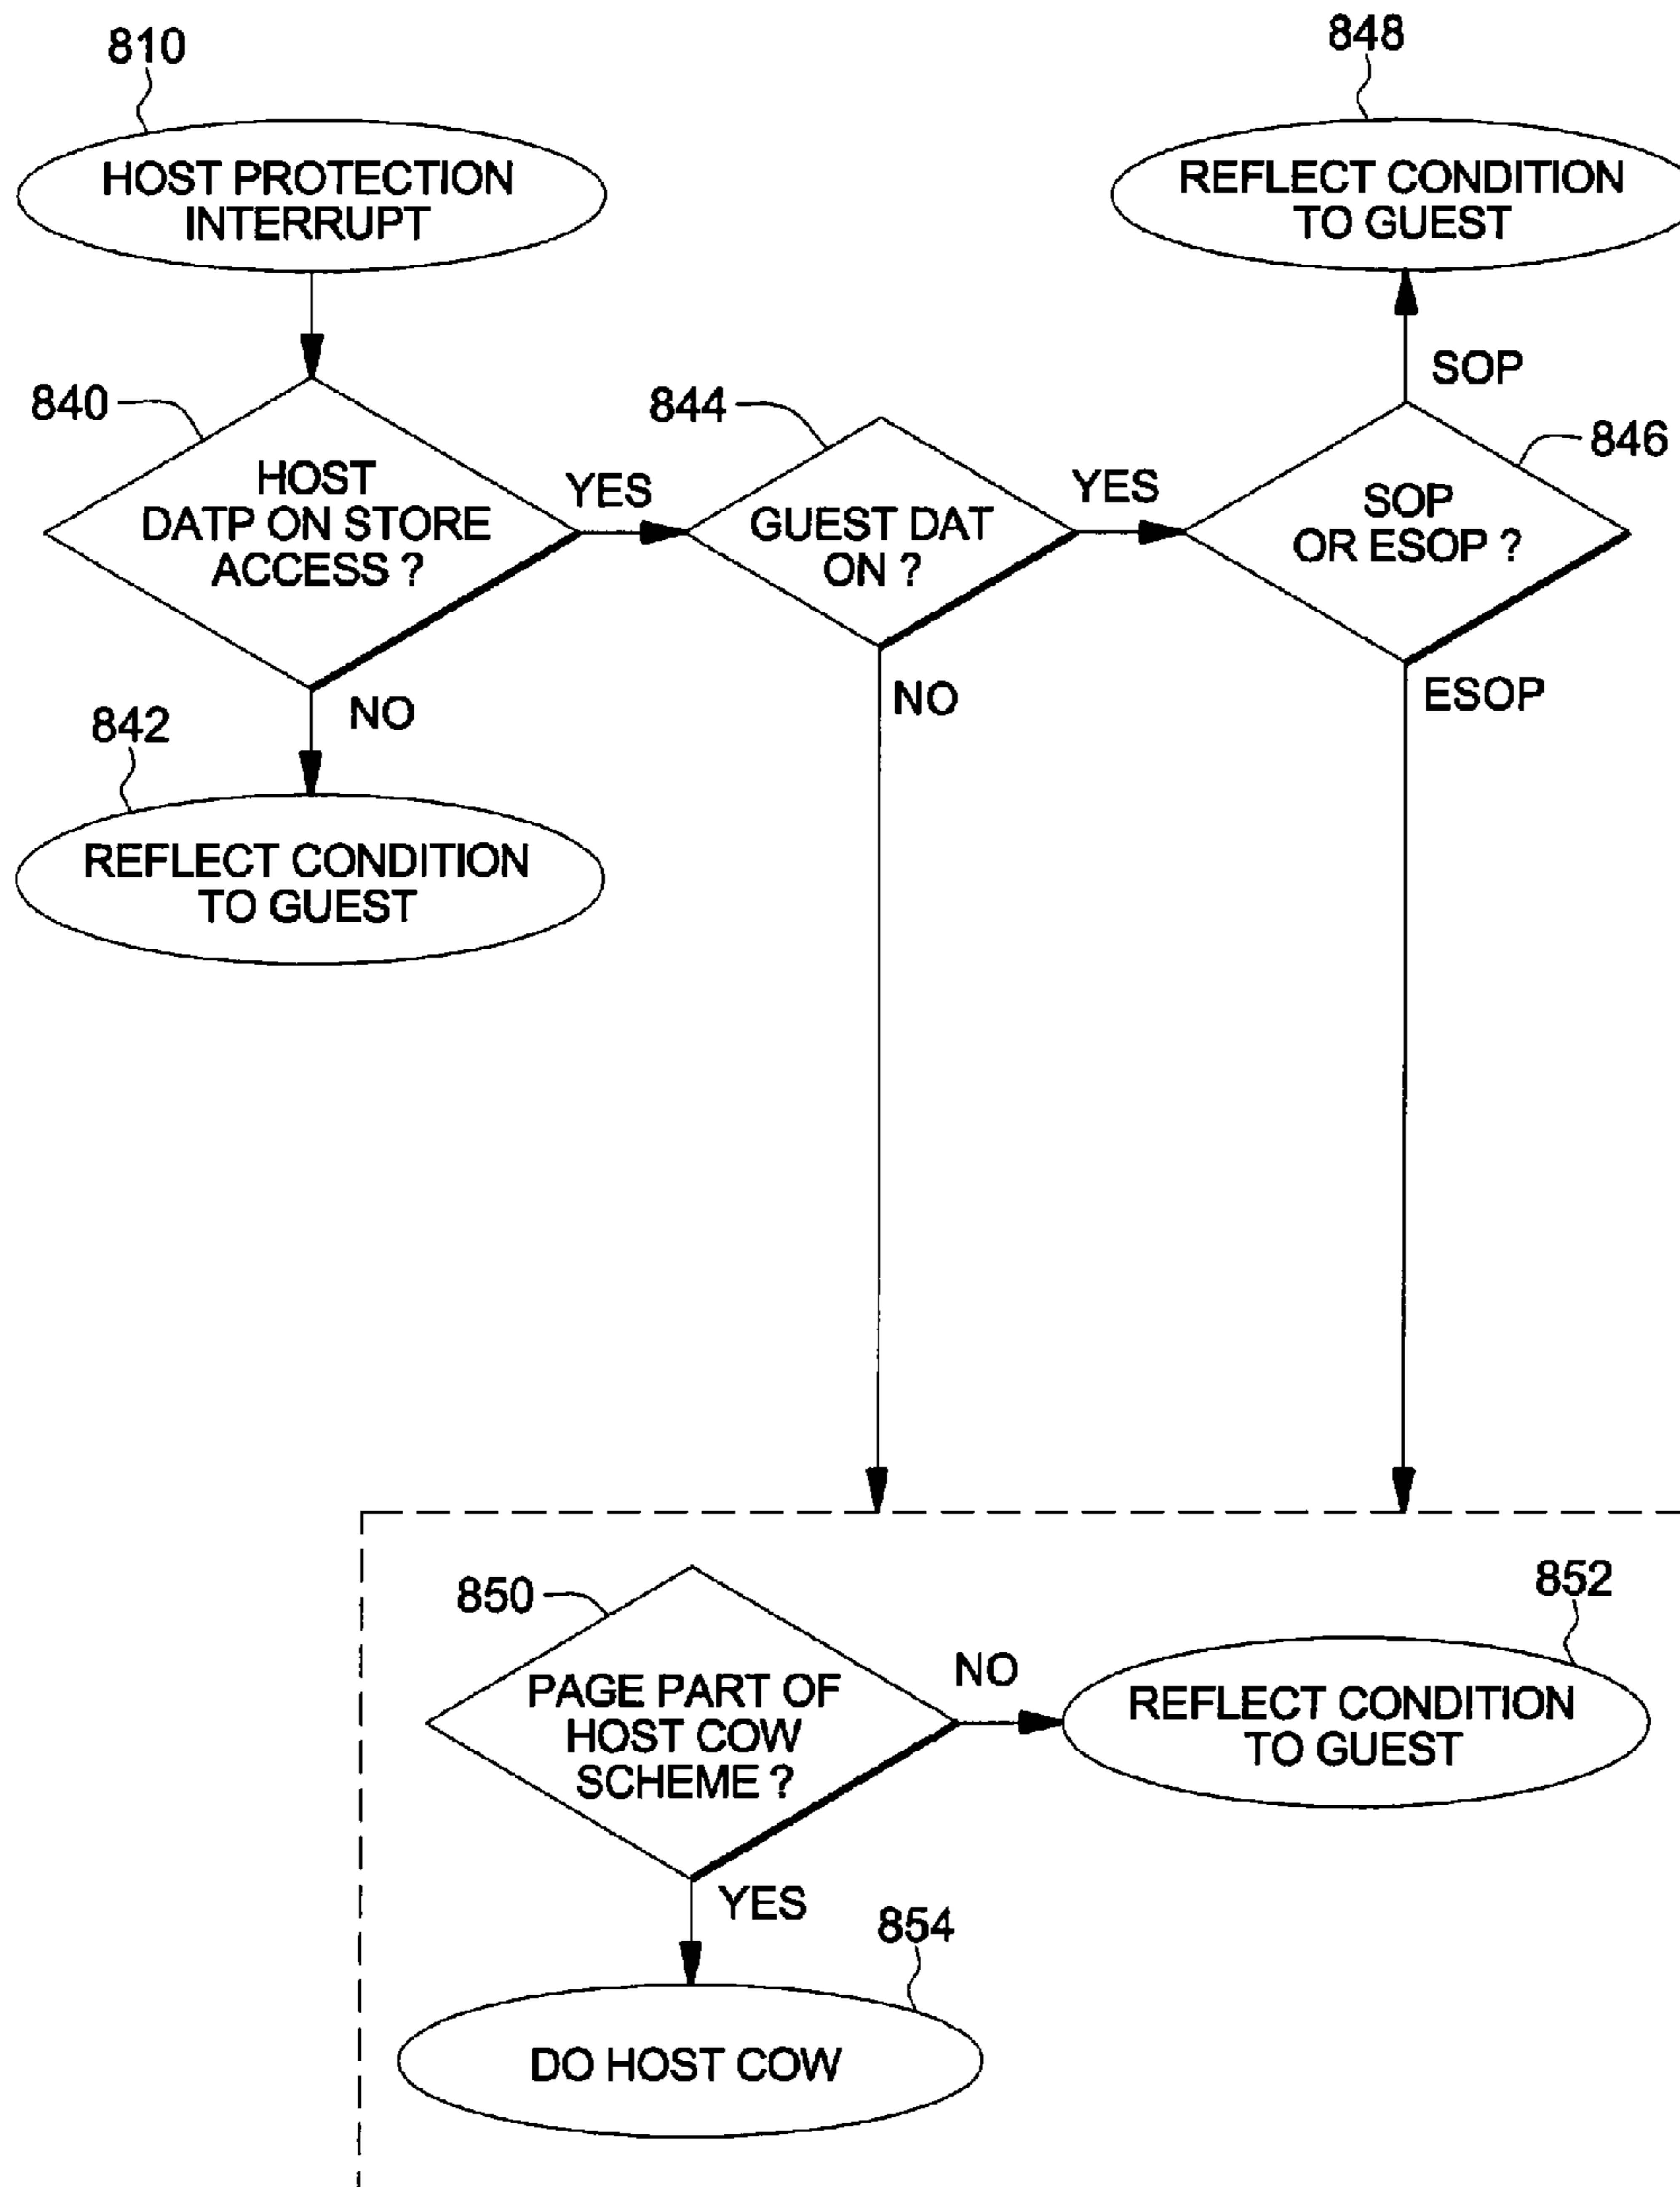 810
HOST PROTECTION
INTERRUPT
848
REFLECT CONDITION
TO GUEST
SOP
840
HOST
DATP ON STORE
ACCESS ?
YES
NO
844
GUEST DAT
ON ?
YES
NO
846
SOP
OR ESOP ?
ESOP
842
REFLECT CONDITION
TO GUEST
850
PAGE PART OF
HOST COW
SCHEME ?
NO
852
REFLECT CONDITION
TO GUEST
YES
854
DO HOST COW